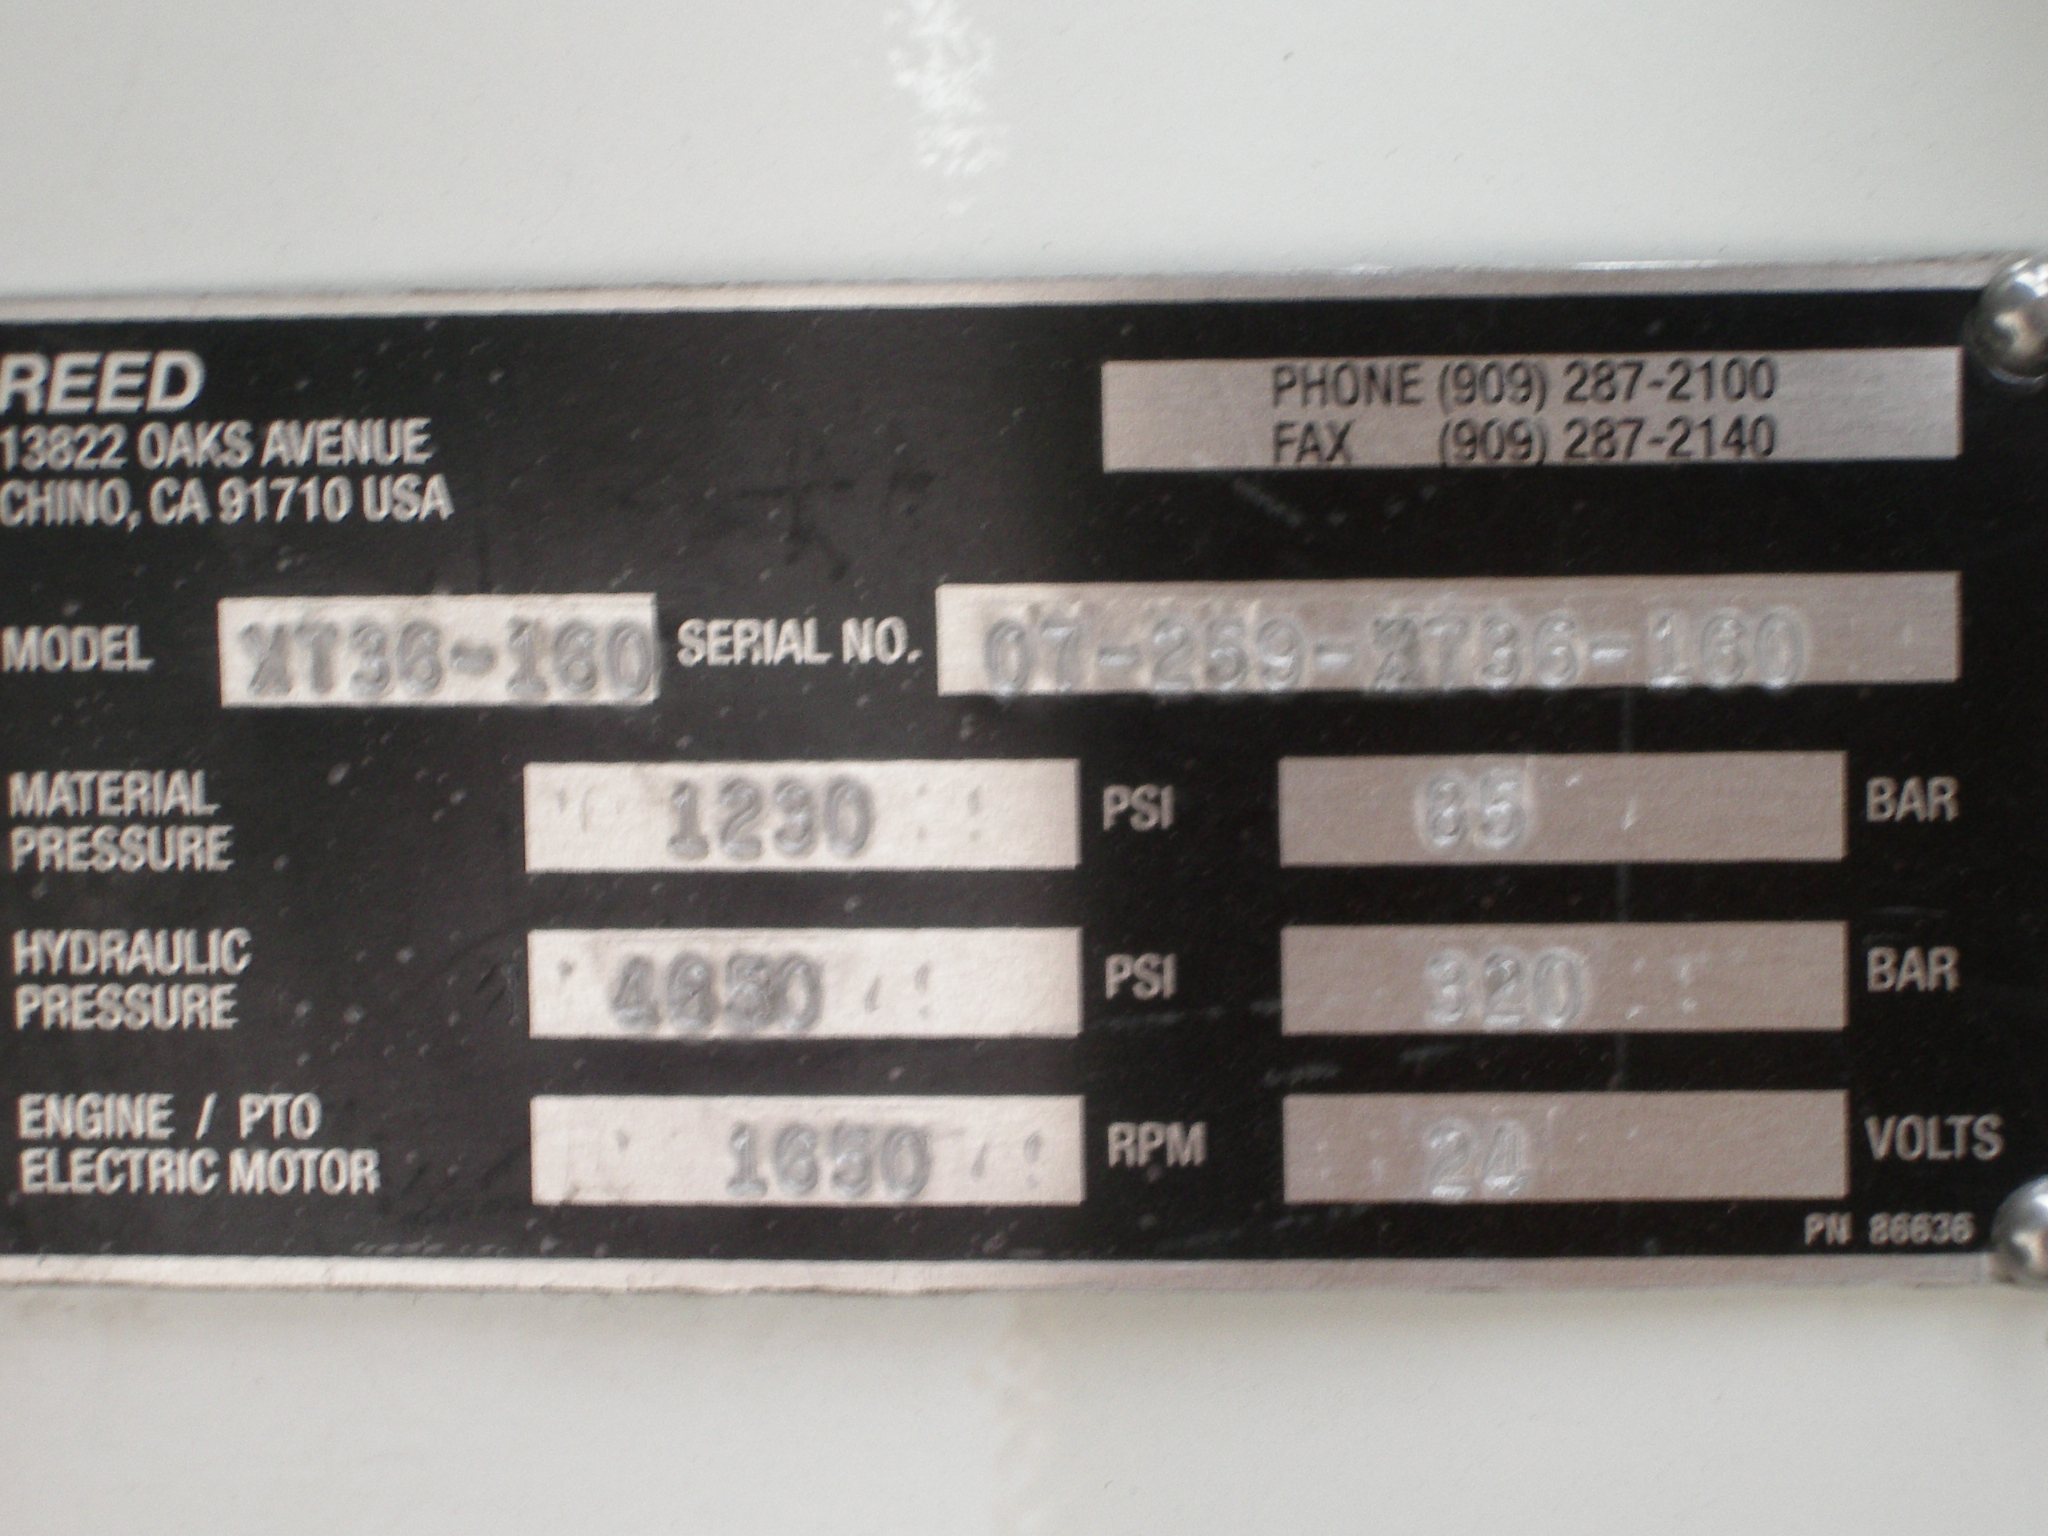 REED
13822 OAKS AVENUE
CHINO, CA 91710 USA
PHONE (909) 287-2100
FAX (909) 287-2140
MODEL XT36-160 SERIAL NO. 07-259-XT36-160
MATERIAL
PRESSURE 1230 PSI 85 BAR
HYDRAULIC
PRESSURE 4650 PSI 320 BAR
ENGINE / PTO
ELECTRIC MOTOR 1650 RPM 24 VOLTS
PN 86636